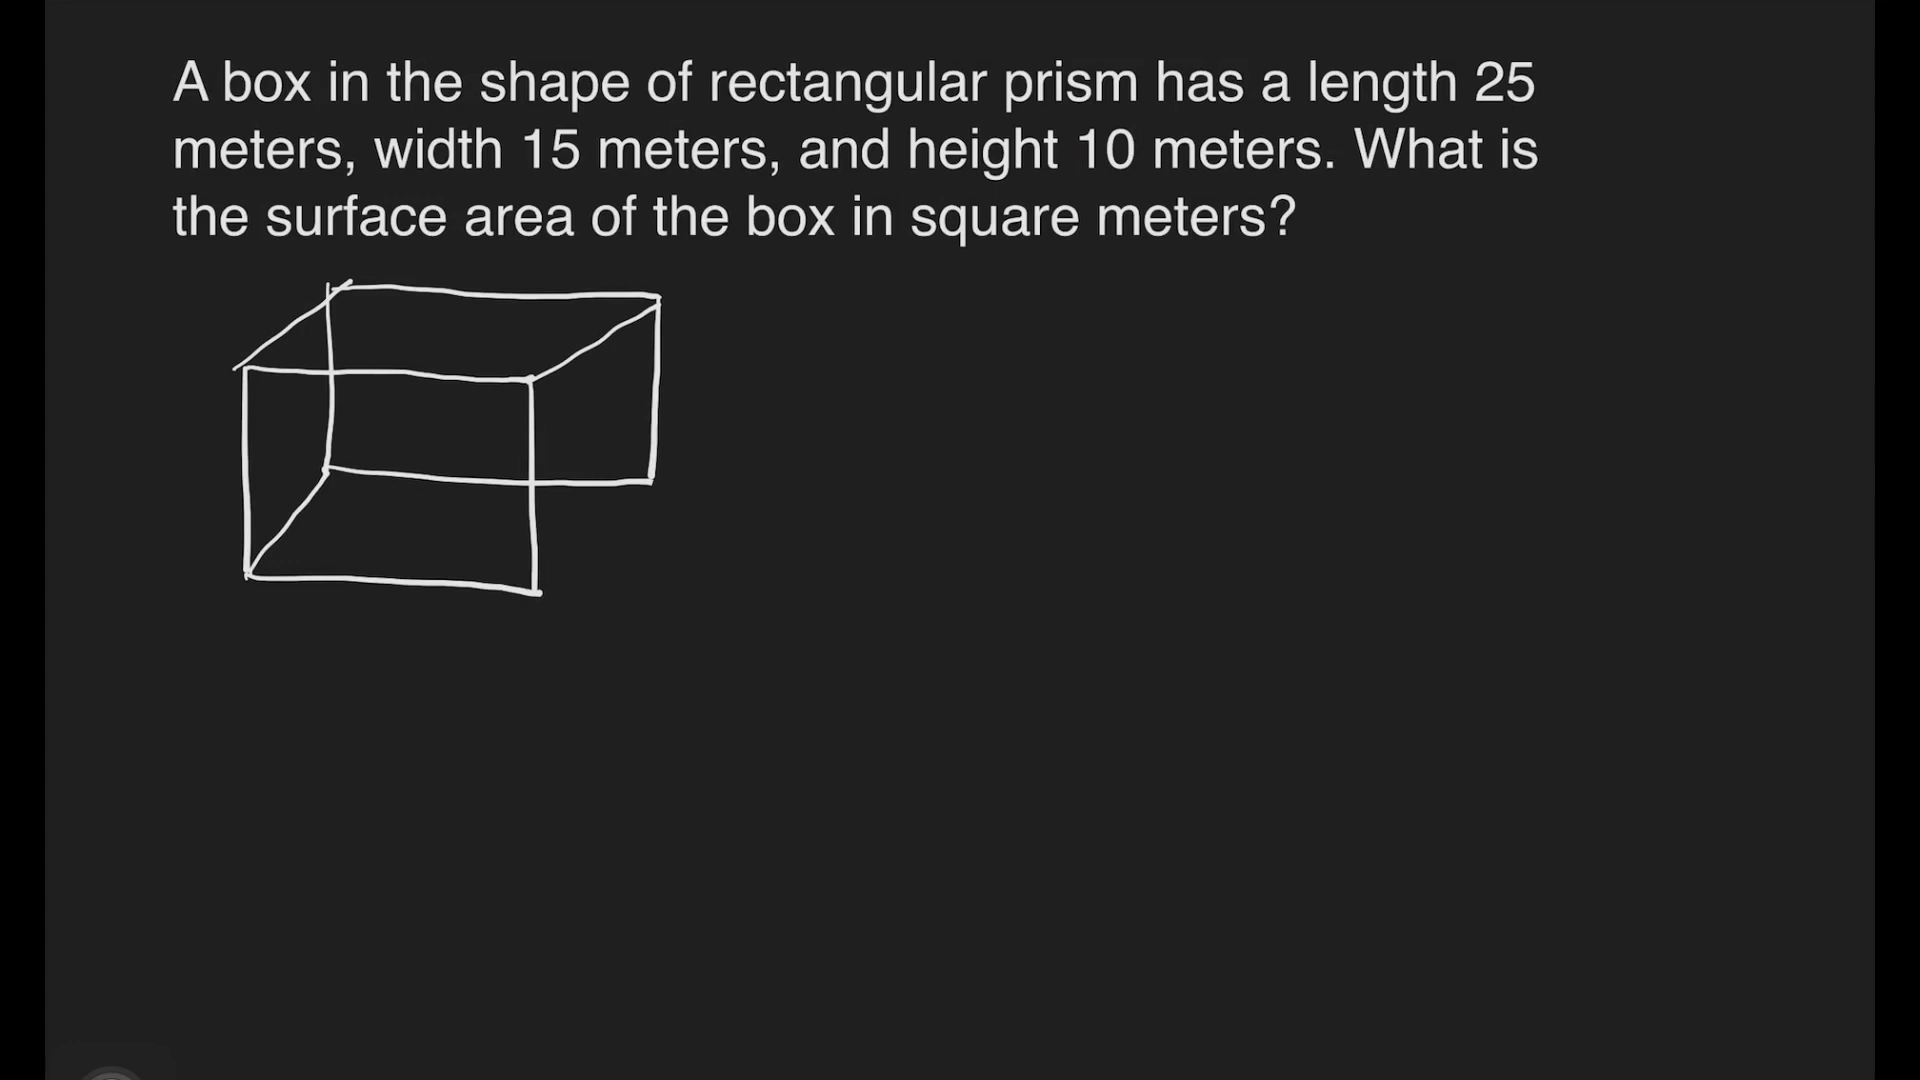 A box in the shape of rectangular prism has a length 25
meters, width 15 meters, and height 10 meters. What is
the surface area of the box in square meters?